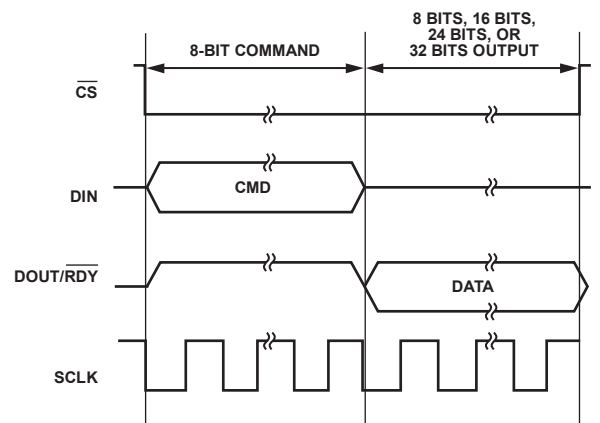 8 BITS, 16 BITS,
24 BITS, OR
32 BITS OUTPUT
8-BIT COMMAND
CS
DIN
CMD
DOUT/RDY
DATA
SCLK